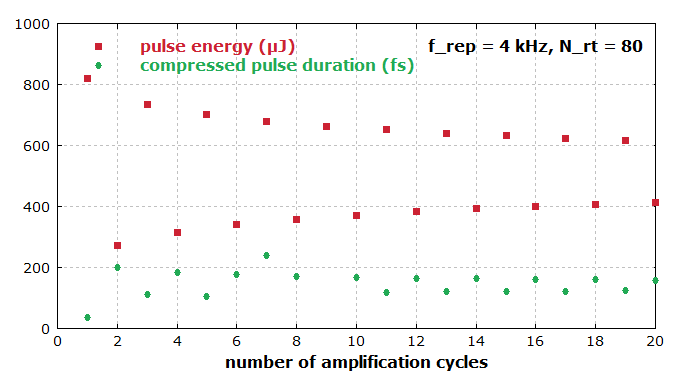 1000
pulse energy (µJ)
f_rep = 4 kHz, N_rt = 80
compressed pulse duration (fs)
800
600
400
200
0
0 2 4 6 8 10 12 14 16 18 20
number of amplification cycles